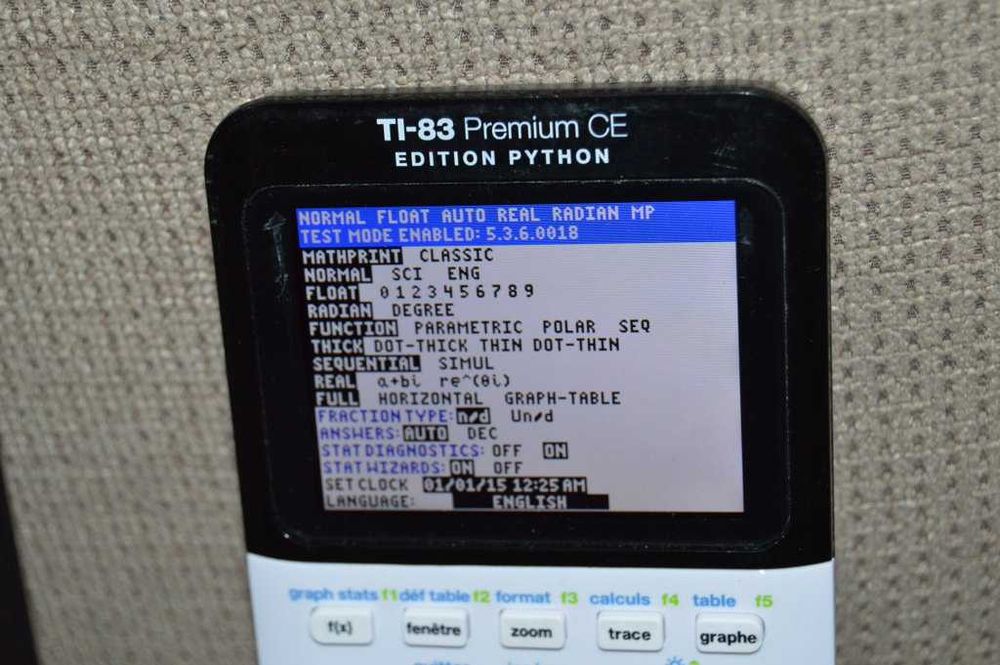 TI-83 Premium CE
EDITION PYTHON
NORMAL FLOAT AUTO REAL RADIAN MP
TEST MODE ENABLED: 5.3.6.0018
MATHPRINT CLASSIC
NORMAL SCI ENG
FLOAT 0 1 2 3 4 5 6 7 8 9
RADIAN DEGREE
FUNCTION PARAMETRIC POLAR SEQ
THICK DOT-THICK THIN DOT-THIN
SEQUENTIAL SIMUL
REAL a+bi re^(θi)
FULL HORIZONTAL GRAPH-TABLE
FRACTION TYPE: n/d Un/d
ANSWERS: AUTO DEC
STAT DIAGNOSTICS: OFF ON
STAT WIZARDS: ON OFF
SET CLOCK 01/01/15 12:25 AM
LANGUAGE: ENGLISH
graph stats f1 déf table f2 format f3 calculs f4 table f5
f(x) fenêtre zoom trace graphe